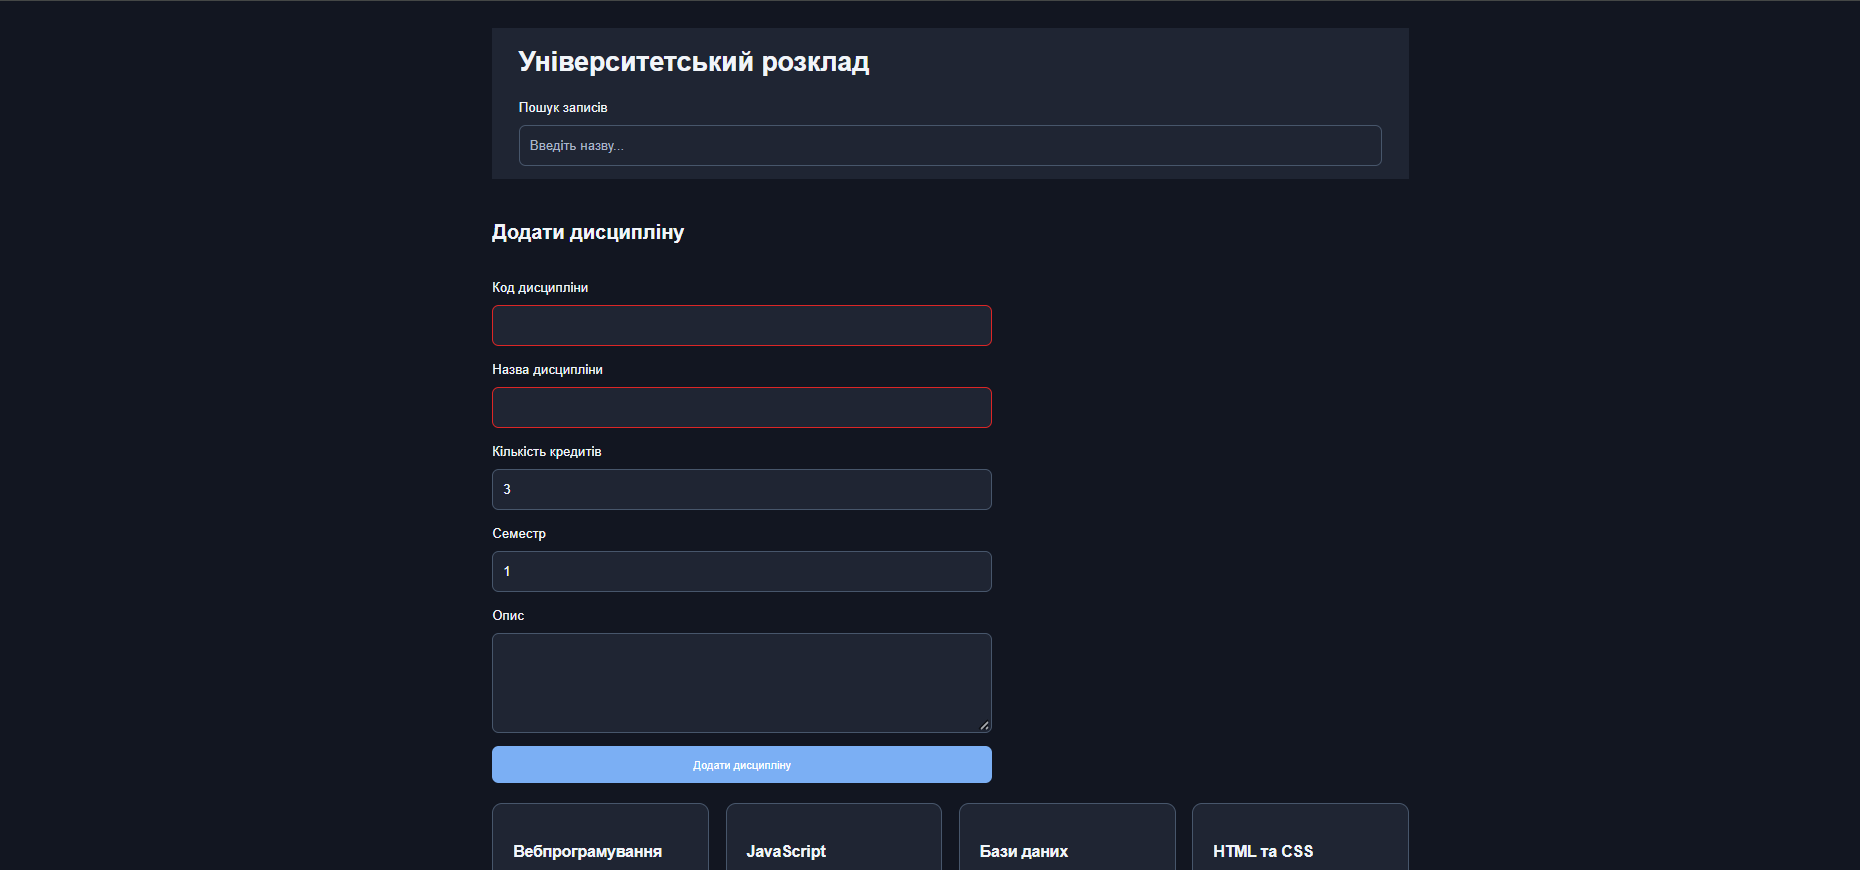 Університетський розклад
Пошук записів
Введіть назву...
Додати дисципліну
Код дисципліни
Назва дисципліни
Кількість кредитів
3
Семестр
1
Опис
Додати дисципліну
Вебпрограмування
JavaScript
Бази даних
HTML та CSS